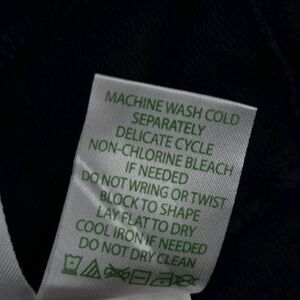 MACHINE WASH COLD
SEPARATELY
DELICATE CYCLE
NON-CHLORINE BLEACH
IF NEEDED
DO NOT WRING OR TWIST
BLOCK TO SHAPE
LAY FLAT TO DRY
COOL IRON IF NEEDED
DO NOT DRY CLEAN